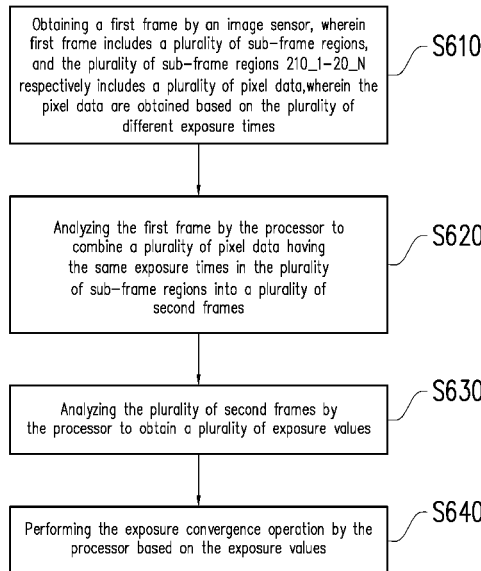 Obtaining a first frame by an image sensor, wherein
first frame includes a plurality of sub-frame regions,
and the plurality of sub-frame regions 210_1-20_N
respectively includes a plurality of pixel data,wherein the
pixel data are obtained based on the plurality of
different exposure times
S610
Analyzing the first frame by the processor to
combine a plurality of pixel data having
the same exposure times in the plurality
of sub-frame regions into a plurality of
second frames
S620
Analyzing the plurality of second frames by
the processor to obtain a plurality of exposure values
S630
Performing the exposure convergence operation by the
processor based on the exposure values
S640